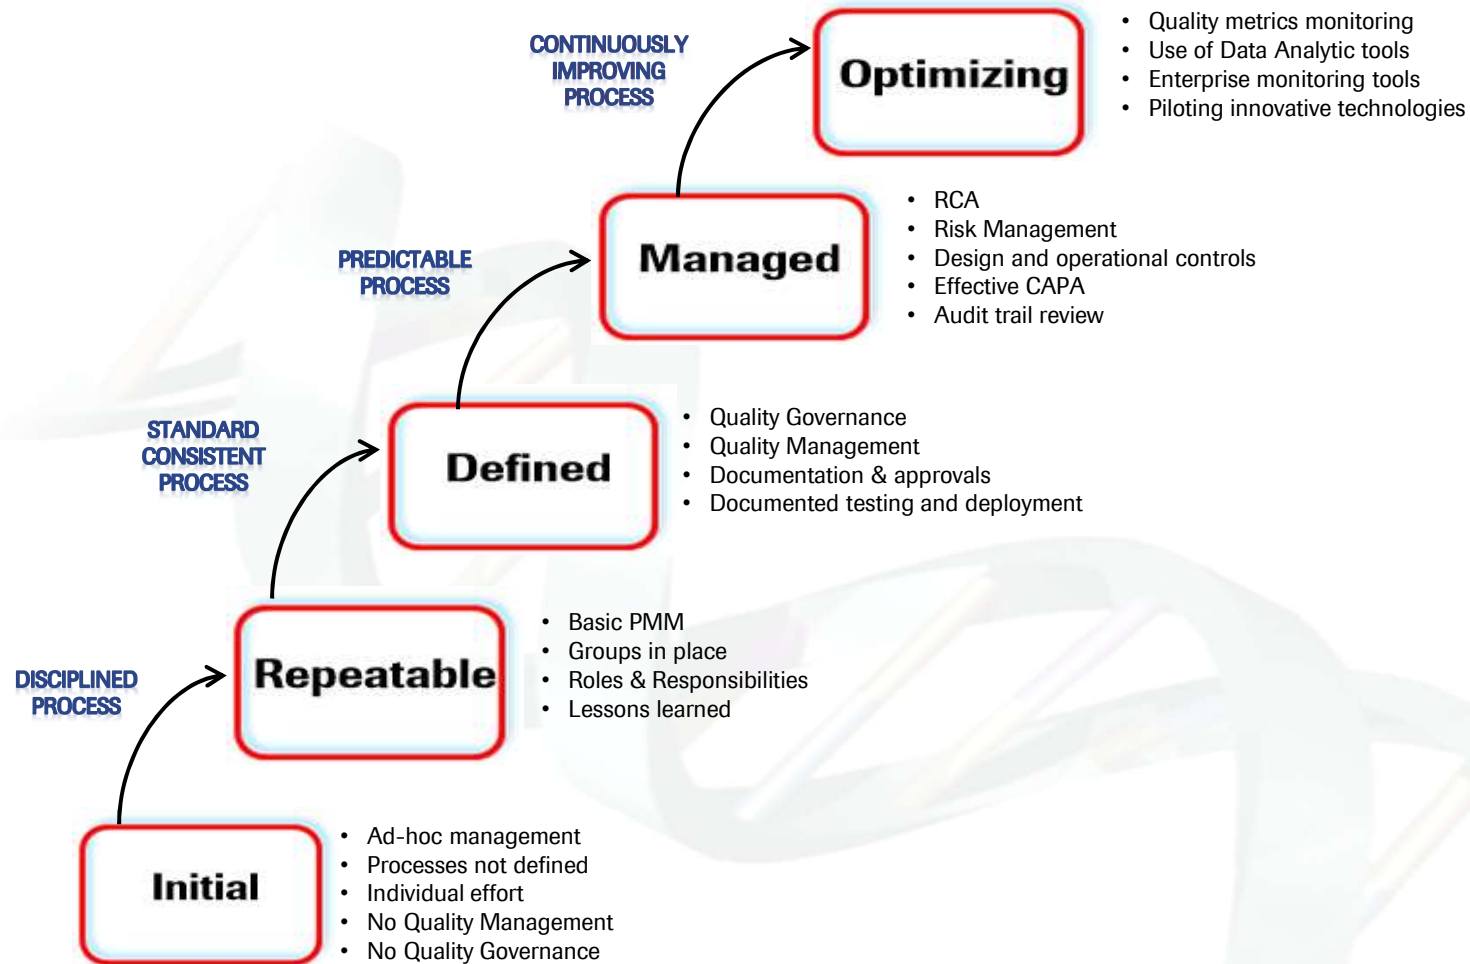 CONTINUOUSLY
IMPROVING
PROCESS
Optimizing
• Quality metrics monitoring
• Use of Data Analytic tools
• Enterprise monitoring tools
• Piloting innovative technologies
PREDICTABLE
PROCESS
Managed
• RCA
• Risk Management
• Design and operational controls
• Effective CAPA
• Audit trail review
STANDARD
CONSISTENT
PROCESS
Defined
• Quality Governance
• Quality Management
• Documentation & approvals
• Documented testing and deployment
DISCIPLINED
PROCESS
Repeatable
• Basic PMM
• Groups in place
• Roles & Responsibilities
• Lessons learned
Initial
• Ad-hoc management
• Processes not defined
• Individual effort
• No Quality Management
• No Quality Governance